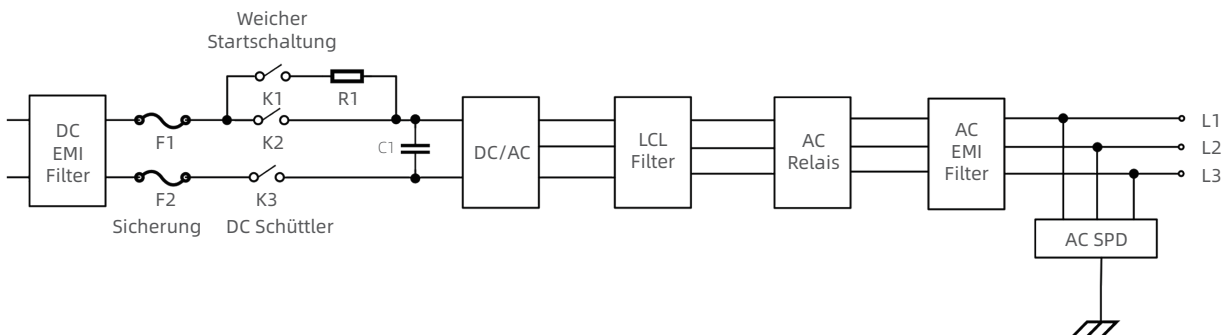 Weicher
Startschaltung
K1
R1
DC
EMI
Filter
F1
K2
C1
DC/AC
LCL
Filter
AC
Relais
AC
EMI
Filter
L1
L2
L3
F2
K3
Sicherung
DC Schüttler
AC SPD